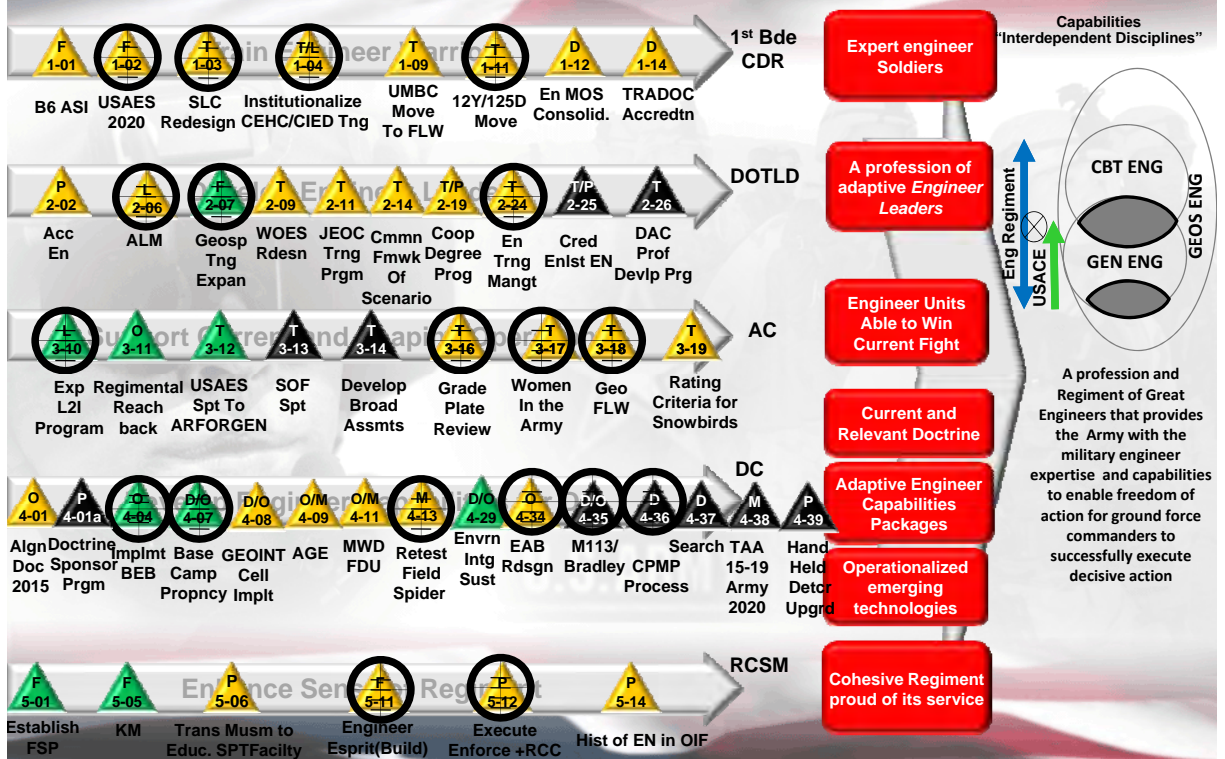 Capabilities
"Interdependent Disciplines"
F
1-01
F
1-02
T
1-03
T/L
1-04
T
1-09
T
1-11
D
1-12
D
1-14
1st Bde
CDR
Train Engineer Warri
B6 ASI
USAES
2020
SLC
Redesign
Institutionalize
CEHC/CIED Tng
UMBC
Move
To FLW
12Y/125D
Move
En MOS
Consolid.
TRADOC
Accredtn
Expert engineer
Soldiers
P
2-02
L
2-06
F
2-07
T
2-09
T
2-11
T
2-14
T/P
2-19
T
2-24
T/P
2-25
T
2-26
DOTLD
Acc
En
ALM
Geosp
Tng
Expan
WOES
Rdesn
JEOC
Trng
Prgm
Cmmn
Fmwk
Of
Scenario
Coop
Degree
Prog
En
Trng
Mangt
Cred
Enlst EN
DAC
Prof
Devlp Prg
A profession of
adaptive Engineer
Leaders
Eng Regiment
USACE
CBT ENG
GEN ENG
GEOS ENG
L
3-10
O
3-11
T
3-12
T
3-13
T
3-14
T
3-16
T
3-17
T
3-18
T
3-19
AC
Exp
L2I
Program
Regimental
Reach
back
USAES
Spt To
ARFORGEN
SOF
Spt
Develop
Broad
Assmts
Grade
Plate
Review
Women
In the
Army
Geo
FLW
Rating
Criteria for
Snowbirds
Engineer Units
Able to Win
Current Fight
Current and
Relevant Doctrine
A profession and
Regiment of Great
Engineers that provides
the Army with the
military engineer
expertise and capabilities
to enable freedom of
action for ground force
commanders to
successfully execute
decisive action
O
4-01
P
4-01a
O
4-04
D/O
4-07
D/O
4-08
O/M
4-09
O/M
4-11
M
4-13
D/O
4-29
O
4-34
D/O
4-35
D
4-36
D
4-37
M
4-38
P
4-39
DC
Algn
Doc
2015
Doctrine
Sponsor
Prgm
Implmt
BEB
Base
Camp
Propncy
GEOINT
Cell
Implt
AGE
MWD
FDU
Retest
Field
Spider
Envrn
Intg
Sust
EAB
Rdsgn
M113/
Bradley
CPMP
Process
Search
TAA
15-19
Army
2020
Hand
Held
Detcr
Upgrd
Adaptive Engineer
Capabilities
Packages
Operationalized
emerging
technologies
F
5-01
F
5-05
P
5-06
F
5-11
P
5-12
P
5-14
RCSM
Regiment
Establish
FSP
KM
Trans Musm to
Educ. SPTFacilty
Engineer
Esprit(Build)
Execute
Enforce +RCC
Hist of EN in OIF
Cohesive Regiment
proud of its service